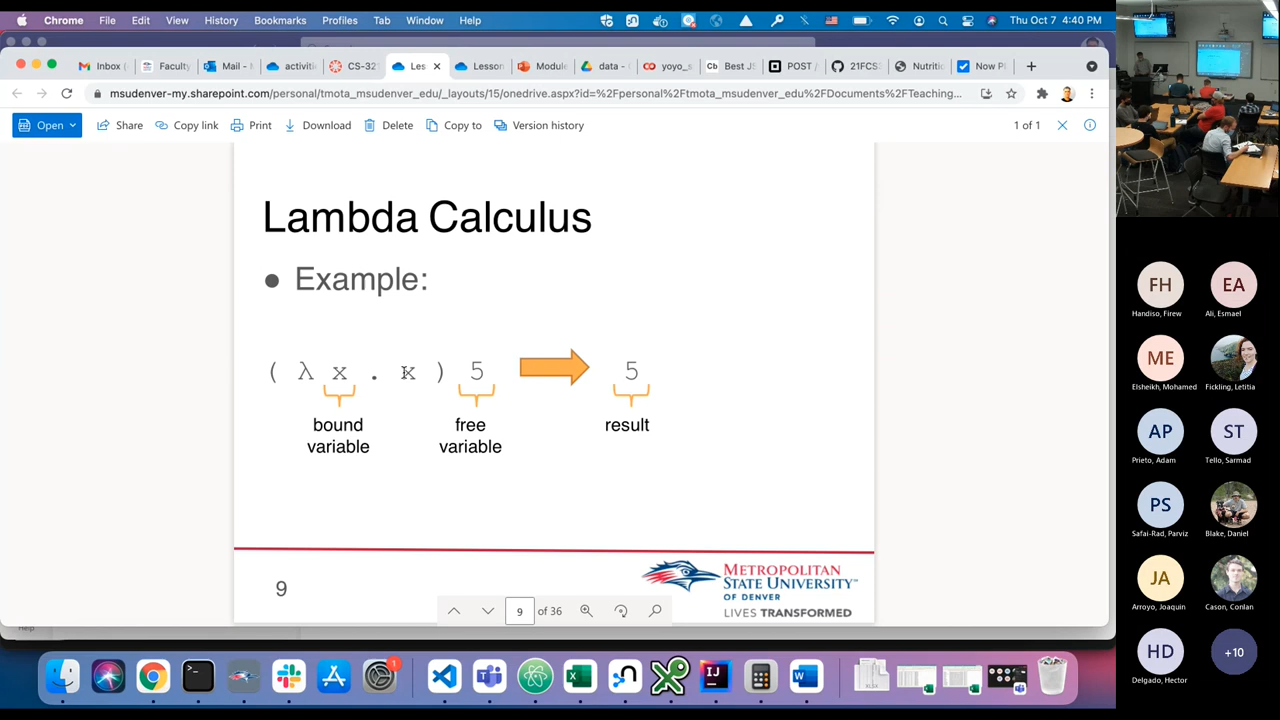 Chrome File Edit View History Bookmarks Profiles Tab Window Help Thu Oct 7 4:40 PM
Inbox ( Faculty Mail - activiti CS-321 Les Lesson Modul data - yoyo_s Best J POST / 21FCS Nutriti Now Pl
msudenver-my.sharepoint.com/personal/tmota_msudenver_edu/_layouts/15/onedrive.aspx?id=%2Fpersonal%2Ftmota_msudenver_edu%2FDocuments%2FTeaching...
Open Share Copy link Print Download Delete Copy to Version history 1 of 1
Lambda Calculus
● Example:
( λ x . x ) 5 5
bound variable
free variable
result
9
METROPOLITAN
STATE UNIVERSITY™
OF DENVER
LIVES TRANSFORMED
9 of 36
Help
1
FH EA
Handiso, Firew Ali, Esmael
ME
Elsheikh, Mohamed Fickling, Letitia
AP ST
Prieto, Adam Tello, Sarmad
PS
Safai-Rad, Parviz Blake, Daniel
JA
Arroyo, Joaquin Cason, Conlan
HD +10
Delgado, Hector